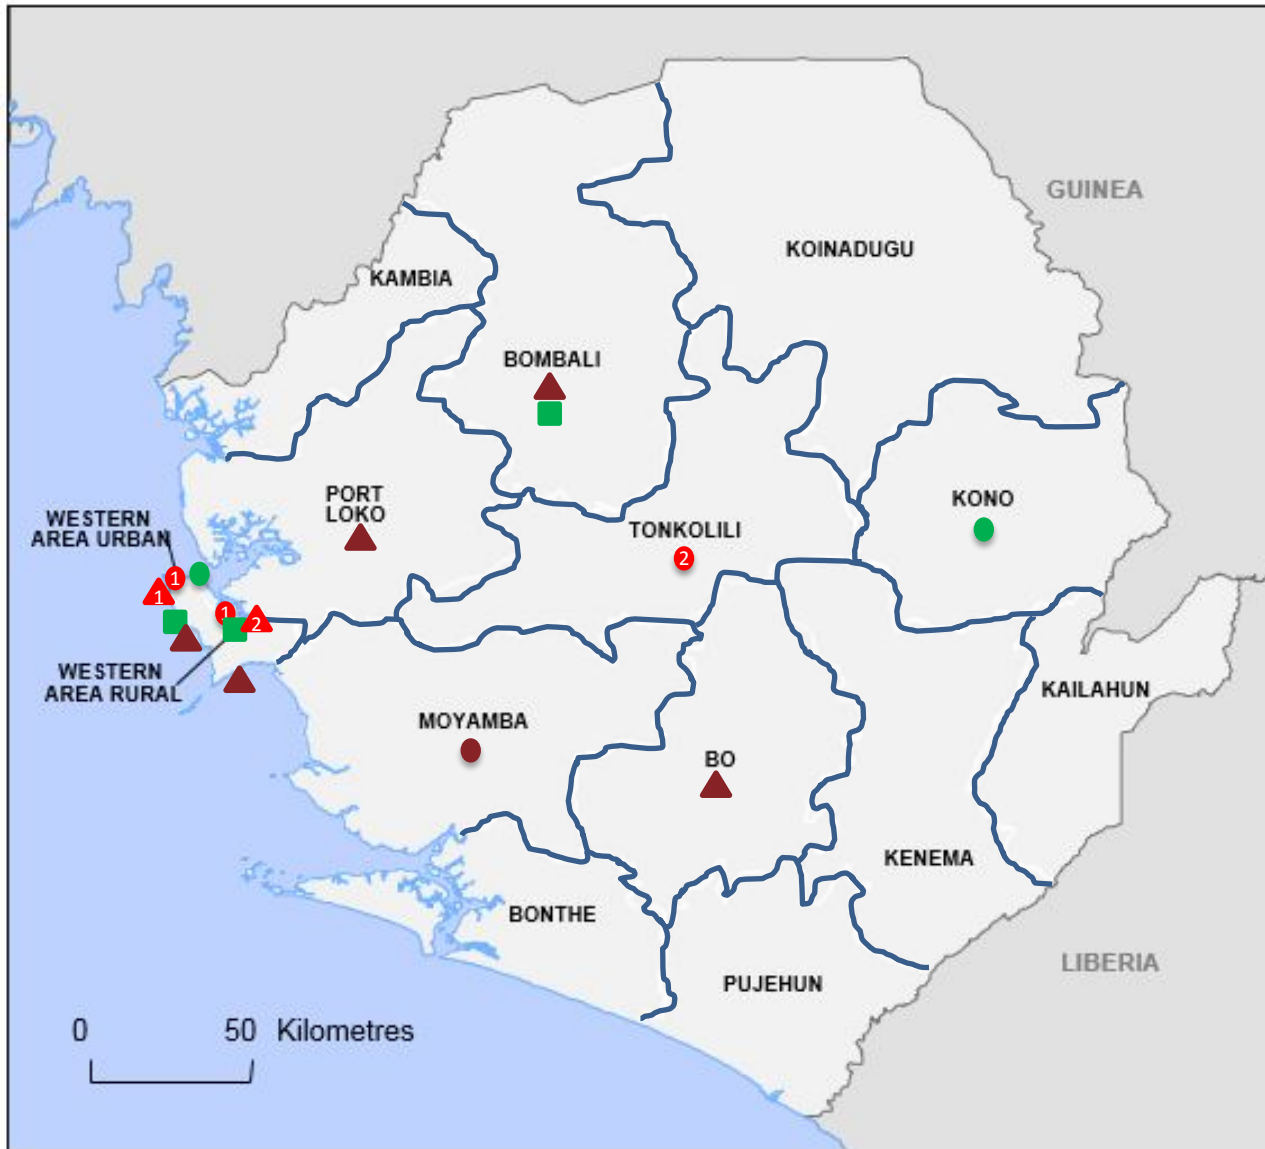 GUINEA
KOINADUGU
KAMBIA
BOMBALI
PORT
LOKO
KONO
WESTERN
AREA URBAN
TONKOLILI
2
1
1
1
2
WESTERN
AREA RURAL
KAILAHUN
MOYAMBA
BO
KENEMA
BONTHE
LIBERIA
PUJEHUN
0 50 Kilometres